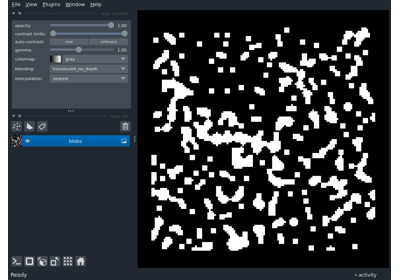 File View Plugins Window Help
opacity: 1.00
contrast limits:
auto-contrast: once continuous
gamma: 1.00
colormap: gray
blending: translucent_no_depth
interpolation: nearest
blobs
Ready
activity